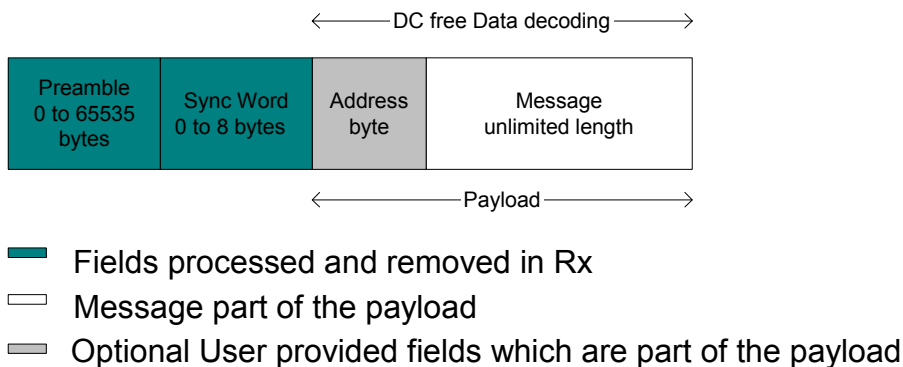 DC free Data decoding
Preamble
0 to 65535
bytes
Sync Word
0 to 8 bytes
Address
byte
Message
unlimited length
Payload
Fields processed and removed in Rx
Message part of the payload
Optional User provided fields which are part of the payload